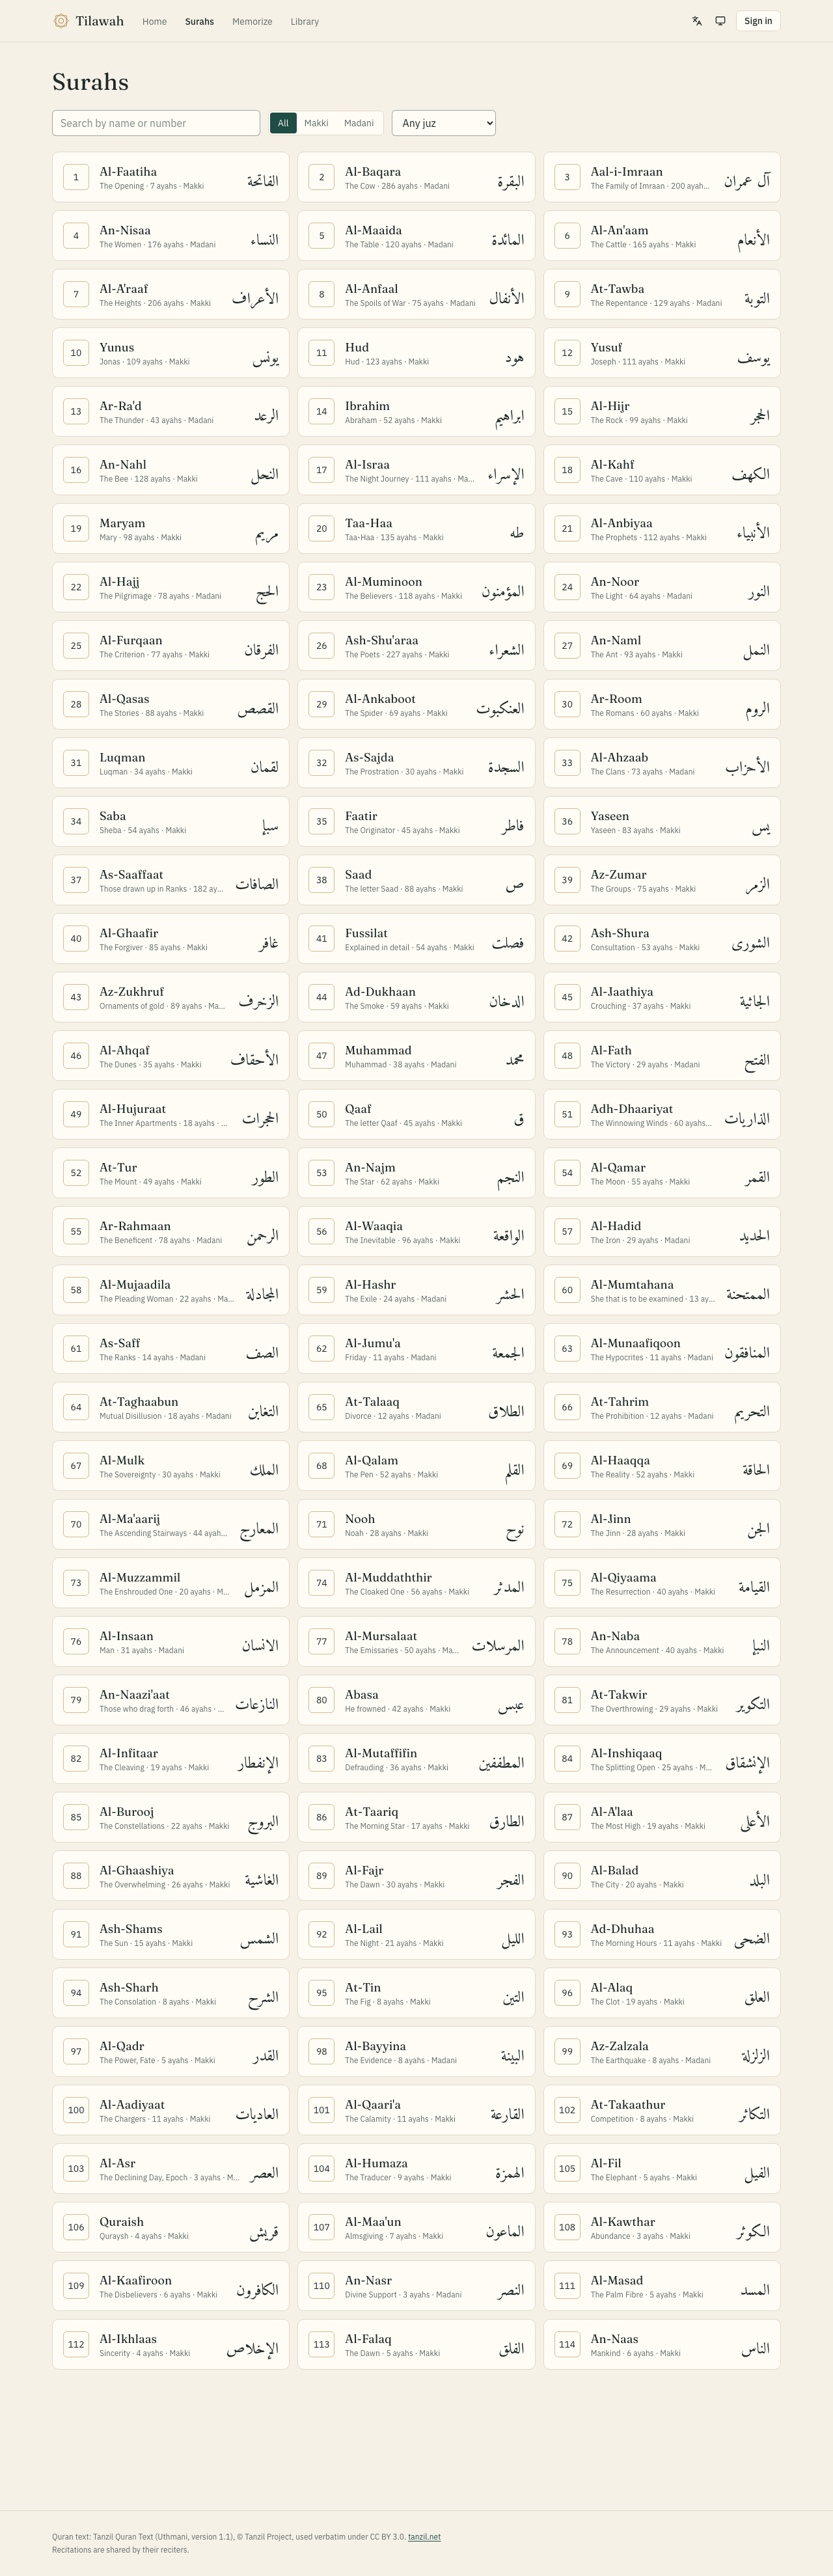 Tilawah Home Surahs Memorize Library Sign in
Surahs
Search by name or number All Makki Madani Any juz
1 Al-Faatiha الفاتحة
The Opening · 7 ayahs · Makki
2 Al-Baqara البقرة
The Cow · 286 ayahs · Madani
3 Aal-i-Imraan آل عمران
The Family of Imraan · 200 ayah...
4 An-Nisaa النساء
The Women · 176 ayahs · Madani
5 Al-Maaida المائدة
The Table · 120 ayahs · Madani
6 Al-An'aam الأنعام
The Cattle · 165 ayahs · Makki
7 Al-A'raaf الأعراف
The Heights · 206 ayahs · Makki
8 Al-Anfaal الأنفال
The Spoils of War · 75 ayahs · Madani
9 At-Tawba التوبة
The Repentance · 129 ayahs · Madani
10 Yunus يونس
Jonas · 109 ayahs · Makki
11 Hud هود
Hud · 123 ayahs · Makki
12 Yusuf يوسف
Joseph · 111 ayahs · Makki
13 Ar-Ra'd الرعد
The Thunder · 43 ayahs · Madani
14 Ibrahim ابراهيم
Abraham · 52 ayahs · Makki
15 Al-Hijr الحجر
The Rock · 99 ayahs · Makki
16 An-Nahl النحل
The Bee · 128 ayahs · Makki
17 Al-Israa الإسراء
The Night Journey · 111 ayahs · Ma...
18 Al-Kahf الكهف
The Cave · 110 ayahs · Makki
19 Maryam مريم
Mary · 98 ayahs · Makki
20 Taa-Haa طه
Taa-Haa · 135 ayahs · Makki
21 Al-Anbiyaa الأنبياء
The Prophets · 112 ayahs · Makki
22 Al-Hajj الحج
The Pilgrimage · 78 ayahs · Madani
23 Al-Muminoon المؤمنون
The Believers · 118 ayahs · Makki
24 An-Noor النور
The Light · 64 ayahs · Madani
25 Al-Furqaan الفرقان
The Criterion · 77 ayahs · Makki
26 Ash-Shu'araa الشعراء
The Poets · 227 ayahs · Makki
27 An-Naml النمل
The Ant · 93 ayahs · Makki
28 Al-Qasas القصص
The Stories · 88 ayahs · Makki
29 Al-Ankaboot العنكبوت
The Spider · 69 ayahs · Makki
30 Ar-Room الروم
The Romans · 60 ayahs · Makki
31 Luqman لقمان
Luqman · 34 ayahs · Makki
32 As-Sajda السجدة
The Prostration · 30 ayahs · Makki
33 Al-Ahzaab الأحزاب
The Clans · 73 ayahs · Madani
34 Saba سبإ
Sheba · 54 ayahs · Makki
35 Faatir فاطر
The Originator · 45 ayahs · Makki
36 Yaseen يس
Yaseen · 83 ayahs · Makki
37 As-Saaffaat الصافات
Those drawn up in Ranks · 182 ay...
38 Saad ص
The letter Saad · 88 ayahs · Makki
39 Az-Zumar الزمر
The Groups · 75 ayahs · Makki
40 Al-Ghaafir غافر
The Forgiver · 85 ayahs · Makki
41 Fussilat فصلت
Explained in detail · 54 ayahs · Makki
42 Ash-Shura الشورى
Consultation · 53 ayahs · Makki
43 Az-Zukhruf الزخرف
Ornaments of gold · 89 ayahs · Ma...
44 Ad-Dukhaan الدخان
The Smoke · 59 ayahs · Makki
45 Al-Jaathiya الجاثية
Crouching · 37 ayahs · Makki
46 Al-Ahqaf الأحقاف
The Dunes · 35 ayahs · Makki
47 Muhammad محمد
Muhammad · 38 ayahs · Madani
48 Al-Fath الفتح
The Victory · 29 ayahs · Madani
49 Al-Hujuraat الحجرات
The Inner Apartments · 18 ayahs · ...
50 Qaaf ق
The letter Qaaf · 45 ayahs · Makki
51 Adh-Dhaariyat الذاريات
The Winnowing Winds · 60 ayahs...
52 At-Tur الطور
The Mount · 49 ayahs · Makki
53 An-Najm النجم
The Star · 62 ayahs · Makki
54 Al-Qamar القمر
The Moon · 55 ayahs · Makki
55 Ar-Rahmaan الرحمن
The Beneficent · 78 ayahs · Madani
56 Al-Waaqia الواقعة
The Inevitable · 96 ayahs · Makki
57 Al-Hadid الحديد
The Iron · 29 ayahs · Madani
58 Al-Mujaadila المجادلة
The Pleading Woman · 22 ayahs · Ma...
59 Al-Hashr الحشر
The Exile · 24 ayahs · Madani
60 Al-Mumtahana الممتحنة
She that is to be examined · 13 ay...
61 As-Saff الصف
The Ranks · 14 ayahs · Madani
62 Al-Jumu'a الجمعة
Friday · 11 ayahs · Madani
63 Al-Munaafiqoon المنافقون
The Hypocrites · 11 ayahs · Madani
64 At-Taghaabun التغابن
Mutual Disillusion · 18 ayahs · Madani
65 At-Talaaq الطلاق
Divorce · 12 ayahs · Madani
66 At-Tahrim التحريم
The Prohibition · 12 ayahs · Madani
67 Al-Mulk الملك
The Sovereignty · 30 ayahs · Makki
68 Al-Qalam القلم
The Pen · 52 ayahs · Makki
69 Al-Haaqqa الحاقة
The Reality · 52 ayahs · Makki
70 Al-Ma'aarij المعارج
The Ascending Stairways · 44 ayah...
71 Nooh نوح
Noah · 28 ayahs · Makki
72 Al-Jinn الجن
The Jinn · 28 ayahs · Makki
73 Al-Muzzammil المزمل
The Enshrouded One · 20 ayahs · M...
74 Al-Muddaththir المدثر
The Cloaked One · 56 ayahs · Makki
75 Al-Qiyaama القيامة
The Resurrection · 40 ayahs · Makki
76 Al-Insaan الانسان
Man · 31 ayahs · Madani
77 Al-Mursalaat المرسلات
The Emissaries · 50 ayahs · Ma...
78 An-Naba النبإ
The Announcement · 40 ayahs · Makki
79 An-Naazi'aat النازعات
Those who drag forth · 46 ayahs · ...
80 Abasa عبس
He frowned · 42 ayahs · Makki
81 At-Takwir التكوير
The Overthrowing · 29 ayahs · Makki
82 Al-Infitaar الإنفطار
The Cleaving · 19 ayahs · Makki
83 Al-Mutaffifin المطففين
Defrauding · 36 ayahs · Makki
84 Al-Inshiqaaq الإنشقاق
The Splitting Open · 25 ayahs · M...
85 Al-Burooj البروج
The Constellations · 22 ayahs · Makki
86 At-Taariq الطارق
The Morning Star · 17 ayahs · Makki
87 Al-A'laa الأعلى
The Most High · 19 ayahs · Makki
88 Al-Ghaashiya الغاشية
The Overwhelming · 26 ayahs · Makki
89 Al-Fajr الفجر
The Dawn · 30 ayahs · Makki
90 Al-Balad البلد
The City · 20 ayahs · Makki
91 Ash-Shams الشمس
The Sun · 15 ayahs · Makki
92 Al-Lail الليل
The Night · 21 ayahs · Makki
93 Ad-Dhuhaa الضحى
The Morning Hours · 11 ayahs · Makki
94 Ash-Sharh الشرح
The Consolation · 8 ayahs · Makki
95 At-Tin التين
The Fig · 8 ayahs · Makki
96 Al-Alaq العلق
The Clot · 19 ayahs · Makki
97 Al-Qadr القدر
The Power, Fate · 5 ayahs · Makki
98 Al-Bayyina البينة
The Evidence · 8 ayahs · Madani
99 Az-Zalzala الزلزلة
The Earthquake · 8 ayahs · Madani
100 Al-Aadiyaat العاديات
The Chargers · 11 ayahs · Makki
101 Al-Qaari'a القارعة
The Calamity · 11 ayahs · Makki
102 At-Takaathur التكاثر
Competition · 8 ayahs · Makki
103 Al-Asr العصر
The Declining Day, Epoch · 3 ayahs · M...
104 Al-Humaza الهمزة
The Traducer · 9 ayahs · Makki
105 Al-Fil الفيل
The Elephant · 5 ayahs · Makki
106 Quraish قريش
Quraysh · 4 ayahs · Makki
107 Al-Maa'un الماعون
Almsgiving · 7 ayahs · Makki
108 Al-Kawthar الكوثر
Abundance · 3 ayahs · Makki
109 Al-Kaafiroon الكافرون
The Disbelievers · 6 ayahs · Makki
110 An-Nasr النصر
Divine Support · 3 ayahs · Madani
111 Al-Masad المسد
The Palm Fibre · 5 ayahs · Makki
112 Al-Ikhlaas الإخلاص
Sincerity · 4 ayahs · Makki
113 Al-Falaq الفلق
The Dawn · 5 ayahs · Makki
114 An-Naas الناس
Mankind · 6 ayahs · Makki
Quran text: Tanzil Quran Text (Uthmani, version 1.1), © Tanzil Project, used verbatim under CC BY 3.0. tanzil.net
Recitations are shared by their reciters.